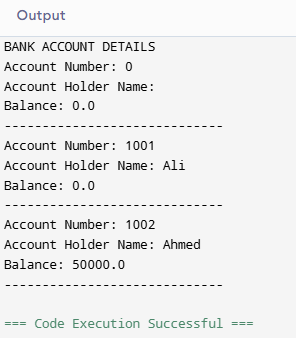 Output
BANK ACCOUNT DETAILS
Account Number: 0
Account Holder Name:
Balance: 0.0
-----------------------------
Account Number: 1001
Account Holder Name: Ali
Balance: 0.0
-----------------------------
Account Number: 1002
Account Holder Name: Ahmed
Balance: 50000.0
-----------------------------
=== Code Execution Successful ===